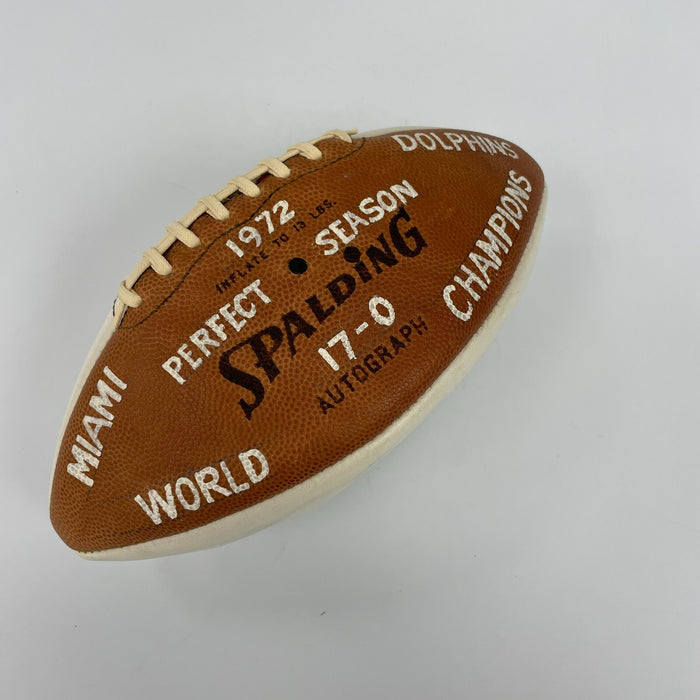 MIAMI DOLPHINS
1972
INFLATE TO 13 LBS.
PERFECT SEASON
SPALDING
17-0
AUTOGRAPH
WORLD CHAMPIONS